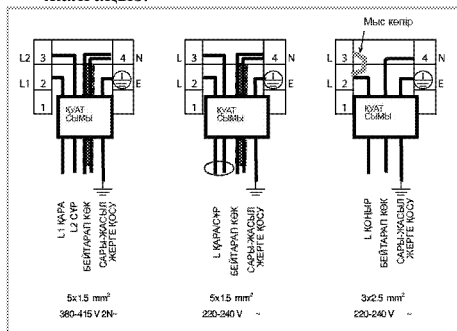 Мыс көпір
L2 3 4 N
L1 2 E
1
ҚУАТ
СЫМЫ
L 3 4 N
L 2 E
1
ҚУАТ
СЫМЫ
L 3 4 N
L 2 E
1
ҚУАТ
СЫМЫ
L1 ҚАРА
L2 СҰР
БЕЙТАРАП КӨК
САРЫ-ЖАСЫЛ
ЖЕРГЕ ҚОСУ
L ҚАРА/СҰР
БЕЙТАРАП КӨК
САРЫ-ЖАСЫЛ
ЖЕРГЕ ҚОСУ
L ҚОҢЫР
БЕЙТАРАП КӨК
САРЫ-ЖАСЫЛ
ЖЕРГЕ ҚОСУ
5x1.5 mm²
380-415 V 2N~
5x1.5 mm²
220-240 V ~
3x2.5 mm²
220-240 V ~